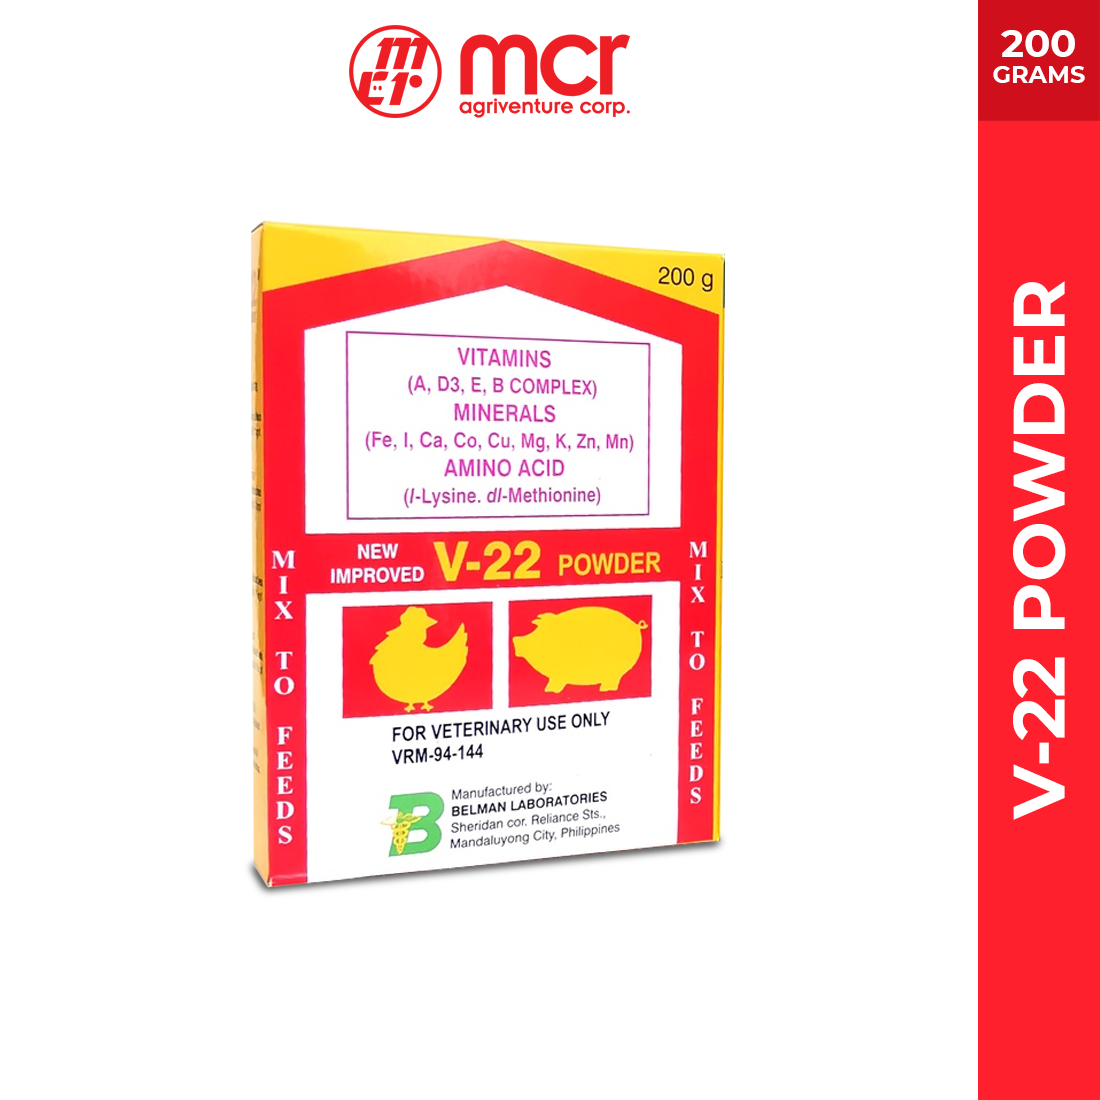 mcr
mcr
agriventure corp.
200
GRAMS
200 g
VITAMINS
(A, D3, E, B COMPLEX)
MINERALS
(Fe, I, Ca, Co, Cu, Mg, K, Zn, Mn)
AMINO ACID
(l-Lysine. dl-Methionine)
NEW
IMPROVED
V-22 POWDER
MIX TO FEEDS
MIX TO FEEDS
FOR VETERINARY USE ONLY
VRM-94-144
B
Manufactured by:
BELMAN LABORATORIES
Sheridan cor. Reliance Sts.,
Mandaluyong City, Philippines
V-22 POWDER